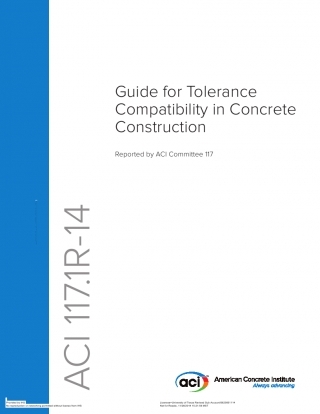 Guide for Tolerance
Compatibility in Concrete
Construction
Reported by ACI Committee 117
ACI 117.1R-14
aci
American Concrete Institute
Always advancing